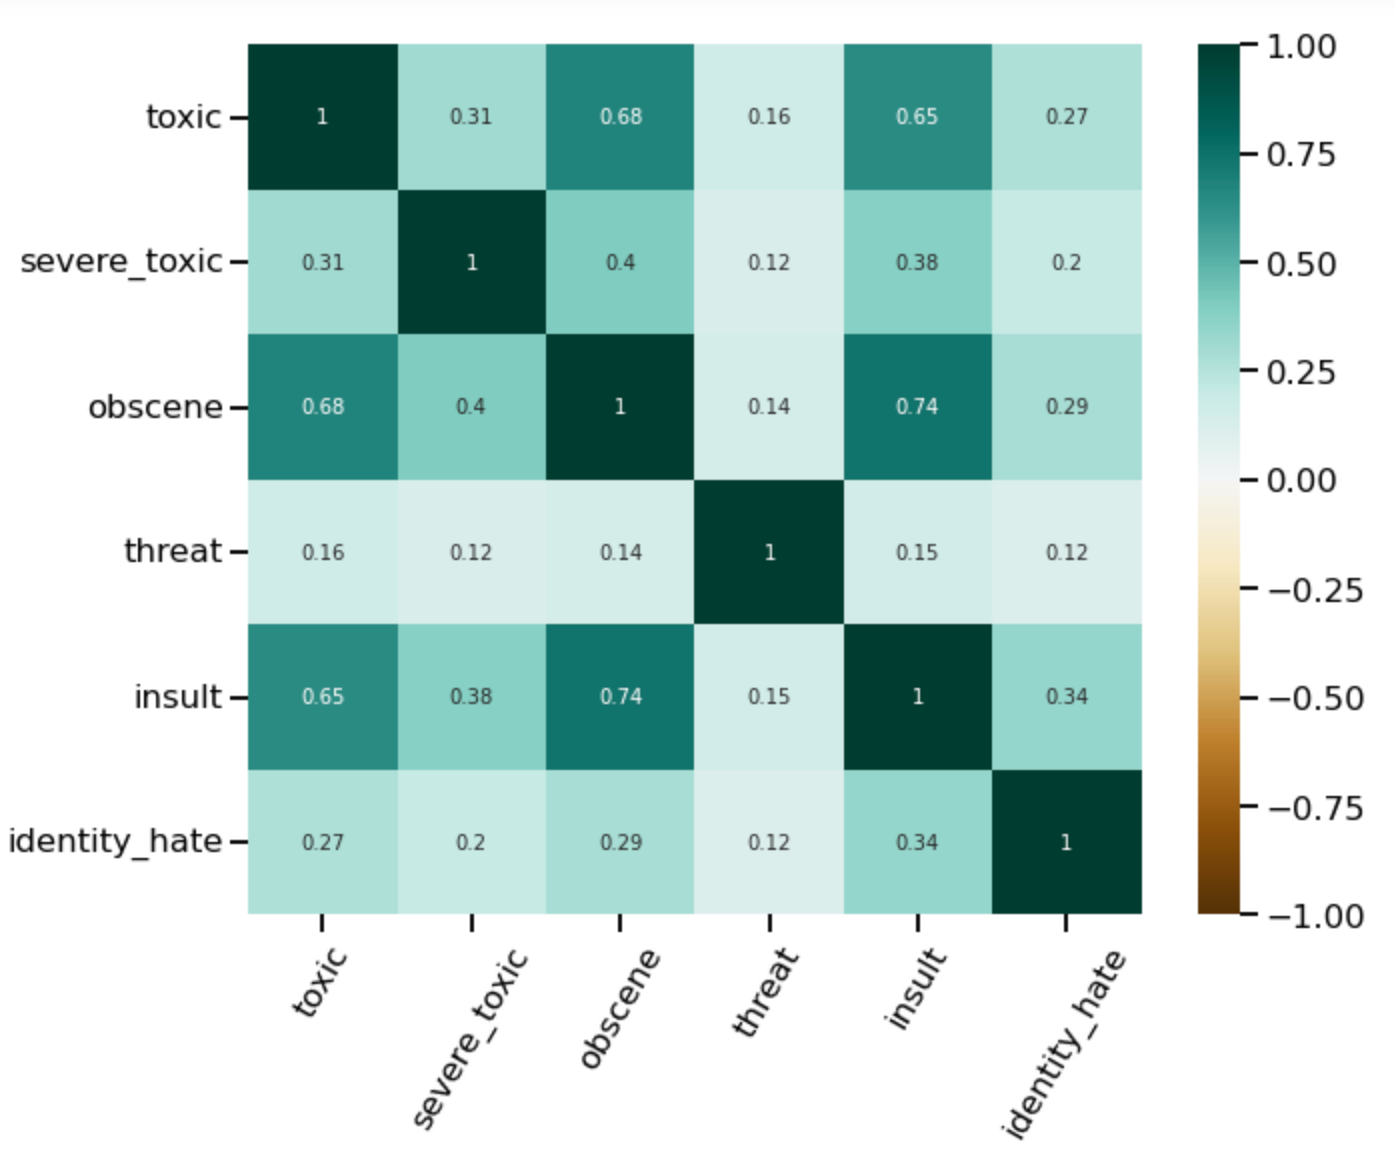 toxic 1 0.31 0.68 0.16 0.65 0.27
severe_toxic 0.31 1 0.4 0.12 0.38 0.2
obscene 0.68 0.4 1 0.14 0.74 0.29
threat 0.16 0.12 0.14 1 0.15 0.12
insult 0.65 0.38 0.74 0.15 1 0.34
identity_hate 0.27 0.2 0.29 0.12 0.34 1
toxic
severe_toxic
obscene
threat
insult
identity_hate
1.00
0.75
0.50
0.25
0.00
−0.25
−0.50
−0.75
−1.00